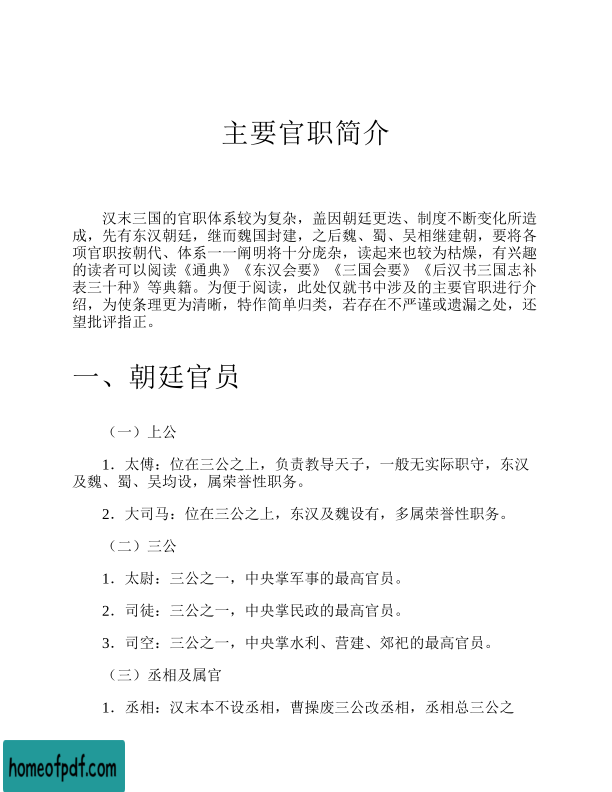 主要官职简介
汉末三国的官职体系较为复杂，盖因朝廷更迭、制度不断变化所造
成，先有东汉朝廷，继而魏国封建，之后魏、蜀、吴相继建朝，要将各
项官职按朝代、体系一一阐明将十分庞杂，读起来也较为枯燥，有兴趣
的读者可以阅读《通典》《东汉会要》《三国会要》《后汉书三国志补
表三十种》等典籍。为便于阅读，此处仅就书中涉及的主要官职进行介
绍，为使条理更为清晰，特作简单归类，若存在不严谨或遗漏之处，还
望批评指正。
一、朝廷官员
（一）上公
1．太傅：位在三公之上，负责教导天子，一般无实际职守，东汉
及魏、蜀、吴均设，属荣誉性职务。
2．大司马：位在三公之上，东汉及魏设有，多属荣誉性职务。
（二）三公
1．太尉：三公之一，中央掌军事的最高官员。
2．司徒：三公之一，中央掌民政的最高官员。
3．司空：三公之一，中央掌水利、营建、郊祀的最高官员。
（三）丞相及属官
1．丞相：汉末本不设丞相，曹操废三公改丞相，丞相总三公之
homeofpdf.com